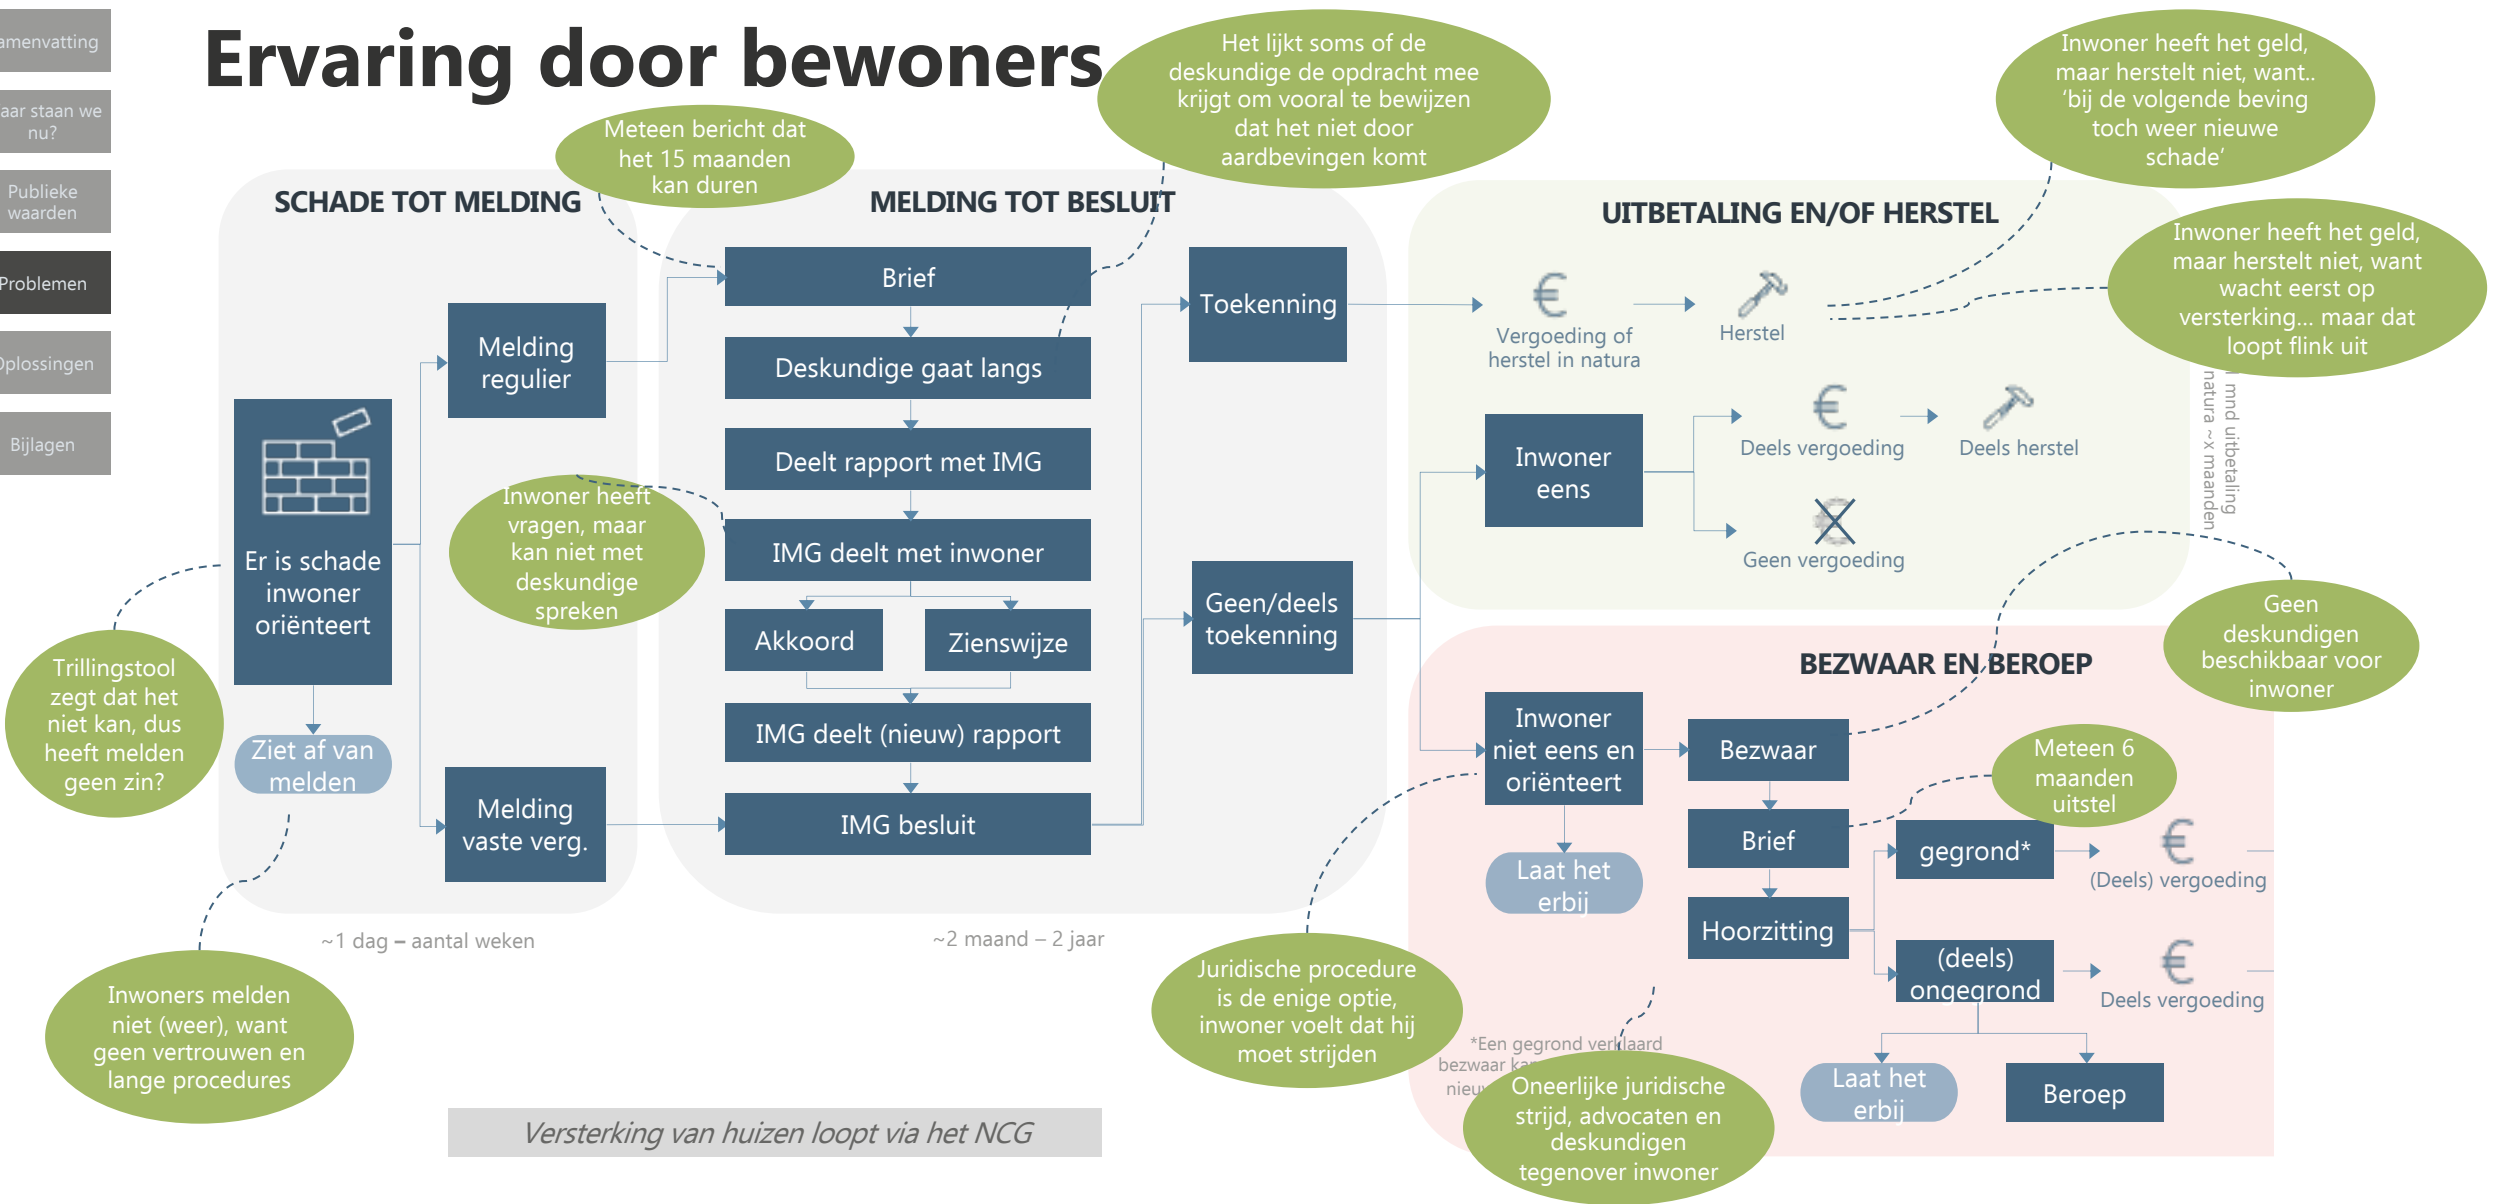 amenvatting
aar staan we
nu?
Publieke
waarden
Problemen
Oplossingen
Bijlagen
Ervaring door bewoners
Meteen bericht dat
het 15 maanden
kan duren
Het lijkt soms of de
deskundige de opdracht mee
krijgt om vooral te bewijzen
dat het niet door
aardbevingen komt
Inwoner heeft het geld,
maar herstelt niet, want..
‘bij de volgende beving
toch weer nieuwe
schade’
Inwoner heeft het geld,
maar herstelt niet, want
wacht eerst op
versterking... maar dat
loopt flink uit
SCHADE TOT MELDING
Er is schade
inwoner
oriënteert
Melding
regulier
Melding
vaste verg.
Ziet af van
melden
Trillingstool
zegt dat het
niet kan, dus
heeft melden
geen zin?
Inwoners melden
niet (weer), want
geen vertrouwen en
lange procedures
~1 dag – aantal weken
MELDING TOT BESLUIT
Brief
Deskundige gaat langs
Deelt rapport met IMG
IMG deelt met inwoner
Akkoord
Zienswijze
IMG deelt (nieuw) rapport
IMG besluit
Inwoner heeft
vragen, maar
kan niet met
deskundige
spreken
Toekenning
Geen/deels
toekenning
~2 maand – 2 jaar
UITBETALING EN/OF HERSTEL
€
Vergoeding of
herstel in natura
Herstel
Inwoner
eens
€
Deels vergoeding
Deels herstel
€
Geen vergoeding
mnd uitbetaling
natura ~x maanden
BEZWAAR EN BEROEP
Geen
deskundigen
beschikbaar voor
inwoner
Inwoner
niet eens en
oriënteert
Bezwaar
Meteen 6
maanden
uitstel
Brief
Laat het
erbij
Hoorzitting
gegrond*
€
(Deels) vergoeding
(deels)
ongegrond
€
Deels vergoeding
Laat het
erbij
Beroep
Juridische procedure
is de enige optie,
inwoner voelt dat hij
moet strijden
*Een gegrond verklaard
bezwaar
Oneerlijke juridische
strijd, advocaten en
deskundigen
tegenover inwoner
Versterking van huizen loopt via het NCG